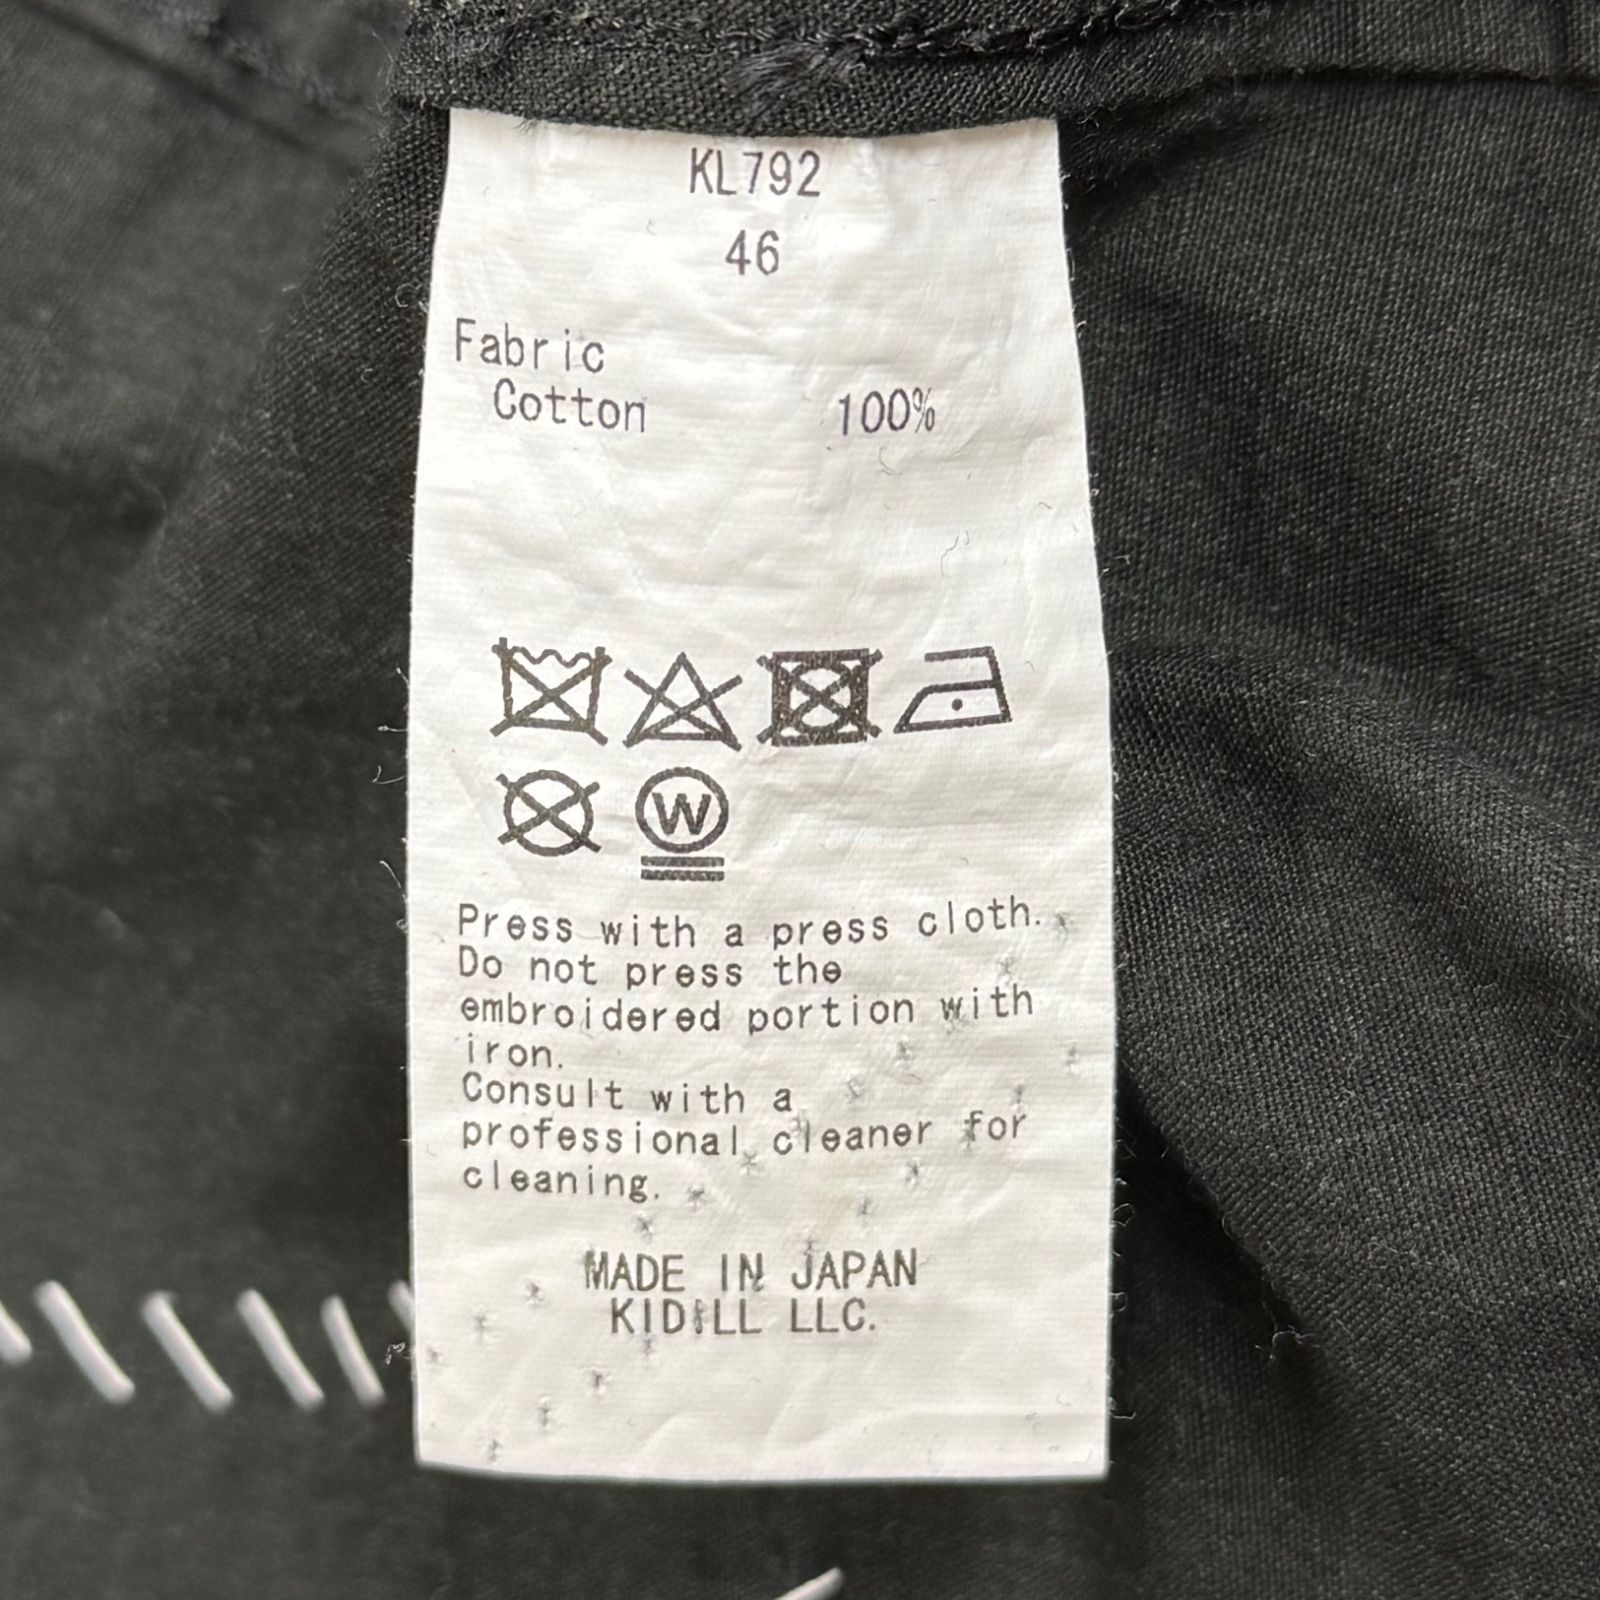 KL792
46
Fabric
Cotton 100%
W
Press with a press cloth.
Do not press the
embroidered portion with
iron.
Consult with a
professional cleaner for
cleaning.
MADE IN JAPAN
KIDILL LLC.